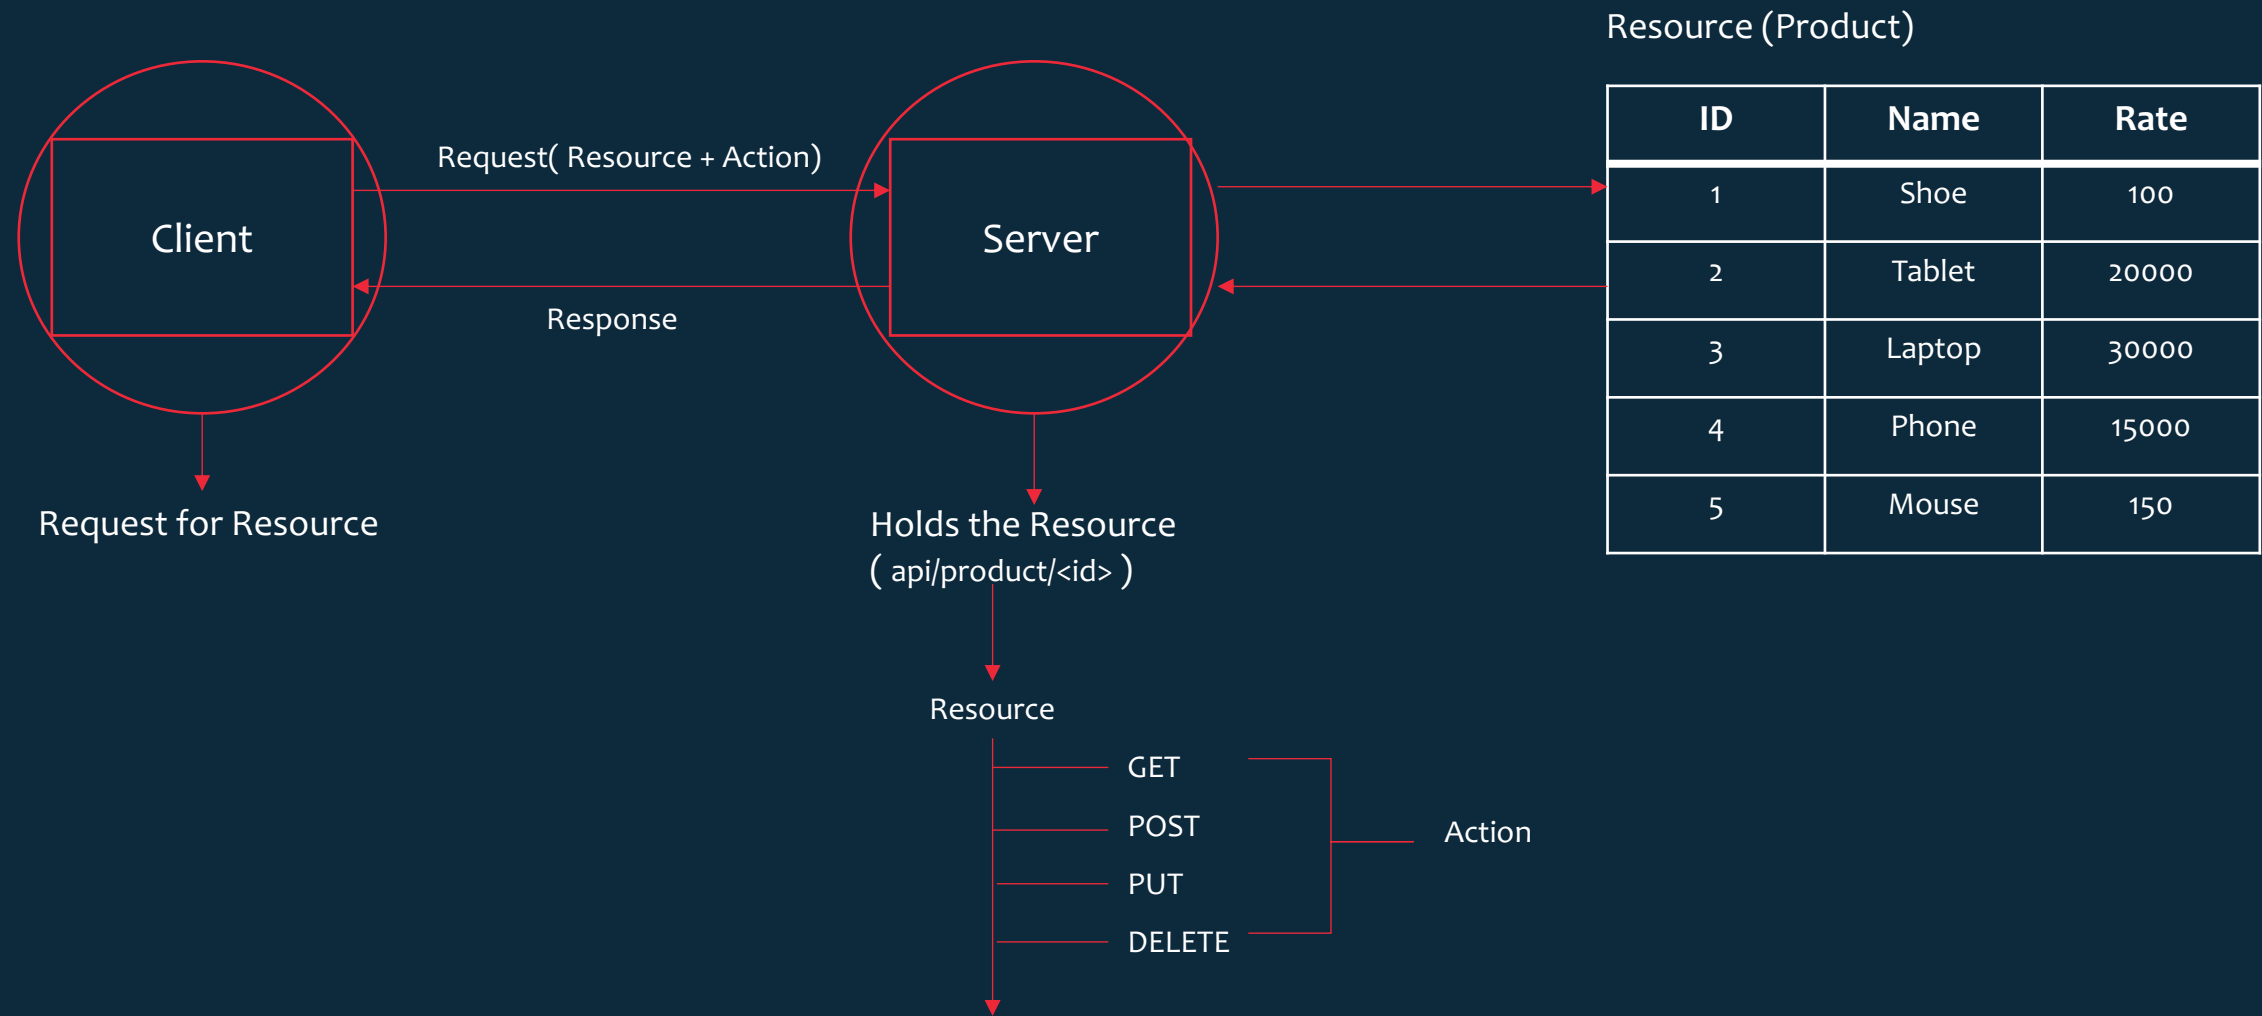 Resource (Product)
ID Name Rate
1 Shoe 100
2 Tablet 20000
3 Laptop 30000
4 Phone 15000
5 Mouse 150
Request( Resource + Action)
Client
Server
Response
Request for Resource
Holds the Resource
( api/product/<id> )
Resource
GET
POST
PUT
DELETE
Action